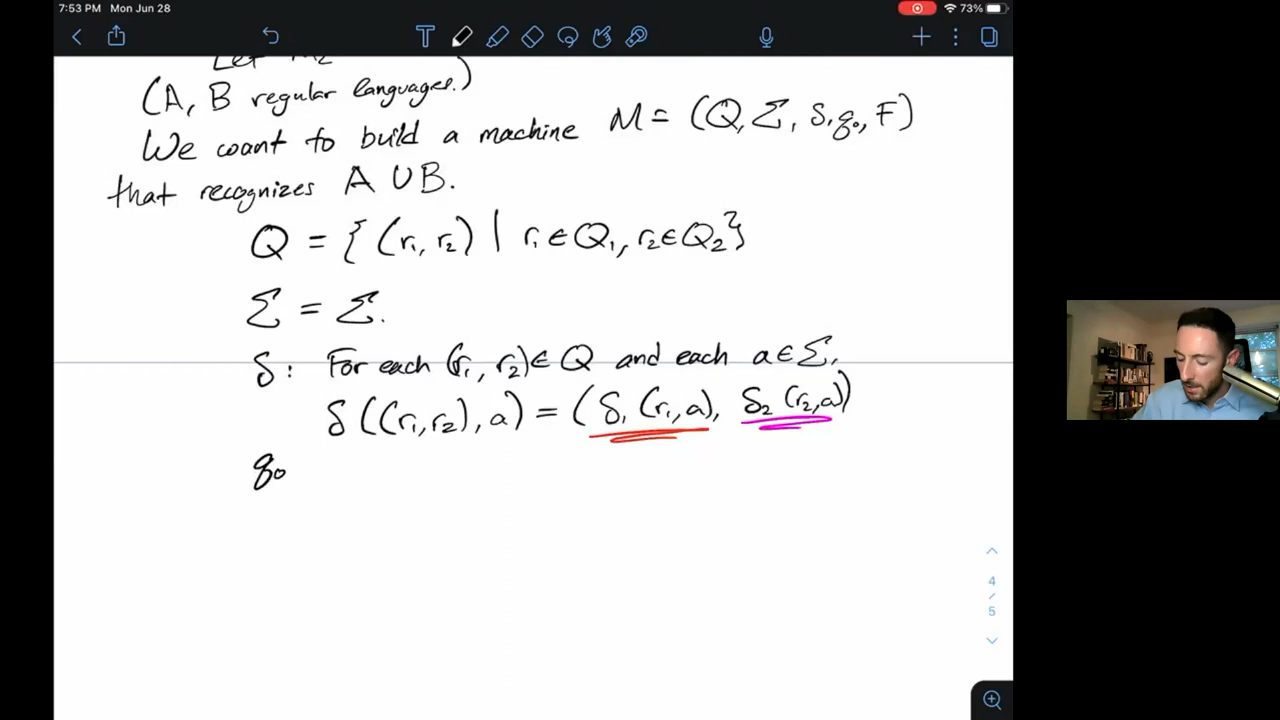 7:53 PM Mon Jun 28
73%
Let
(A, B regular languages.)
We want to build a machine M = (Q, Σ, δ, q₀, F)
that recognizes A ∪ B.
Q = { (r₁, r₂) | r₁ ∈ Q₁, r₂ ∈ Q₂ }
Σ = Σ.
δ: For each (r₁, r₂) ∈ Q and each a ∈ Σ,
δ((r₁, r₂), a) = (δ₁(r₁, a), δ₂(r₂, a))
q₀
4
/
5